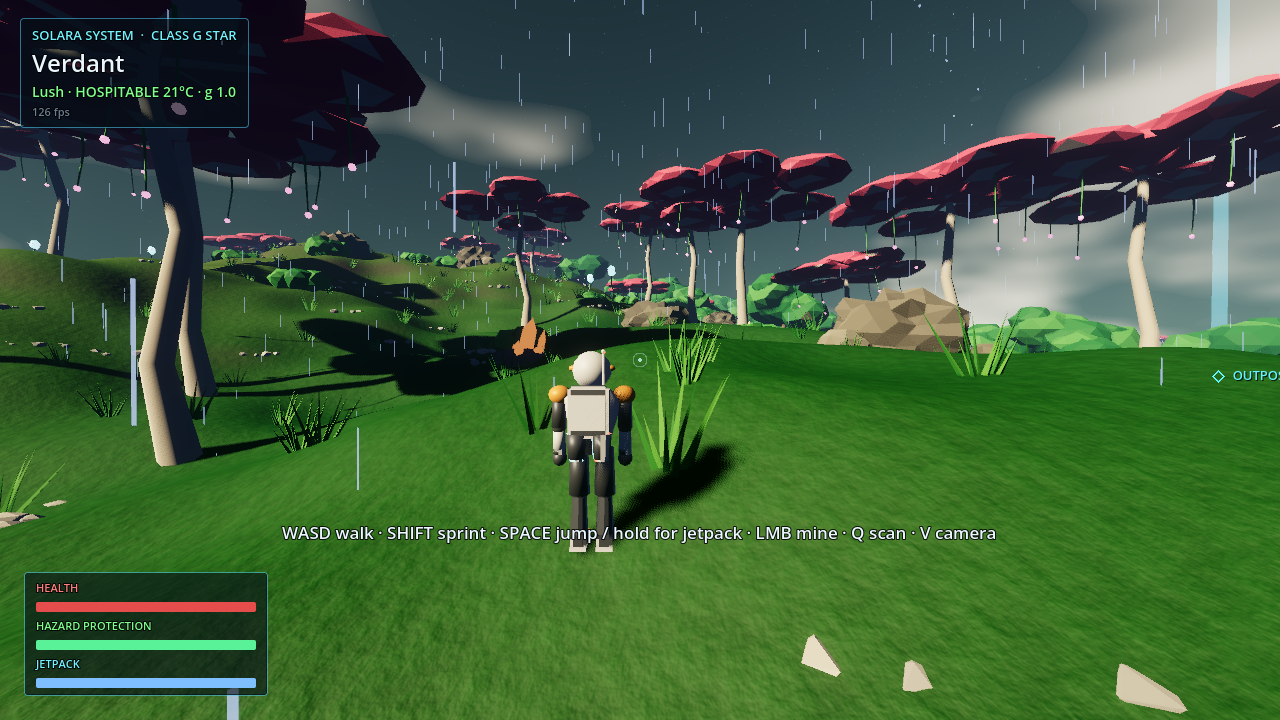 SOLARA SYSTEM · CLASS G STAR
Verdant
Lush · HOSPITABLE 21°C · g 1.0
126 fps
OUTPOS
WASD walk · SHIFT sprint · SPACE jump / hold for jetpack · LMB mine · Q scan · V camera
HEALTH
HAZARD PROTECTION
JETPACK